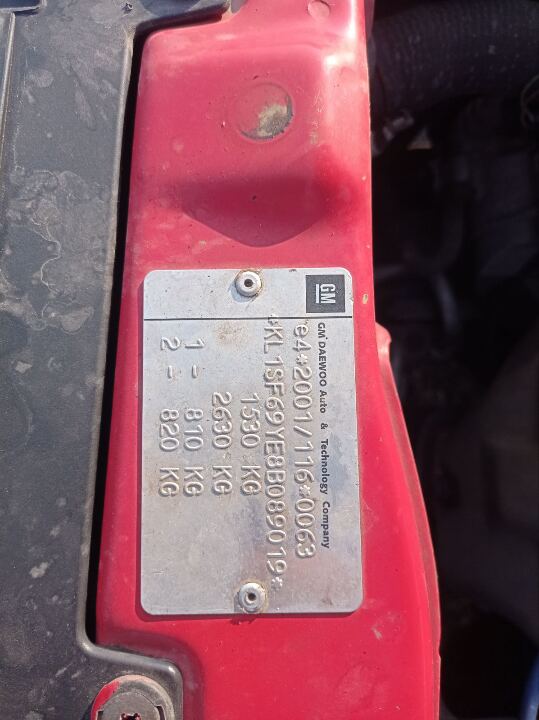 GM
GM DAEWOO Auto & Technology Company
e4*2001/116*0063
*KL1SF69YE8B089019*
1530 KG
2630 KG
1 - 810 KG
2 - 820 KG